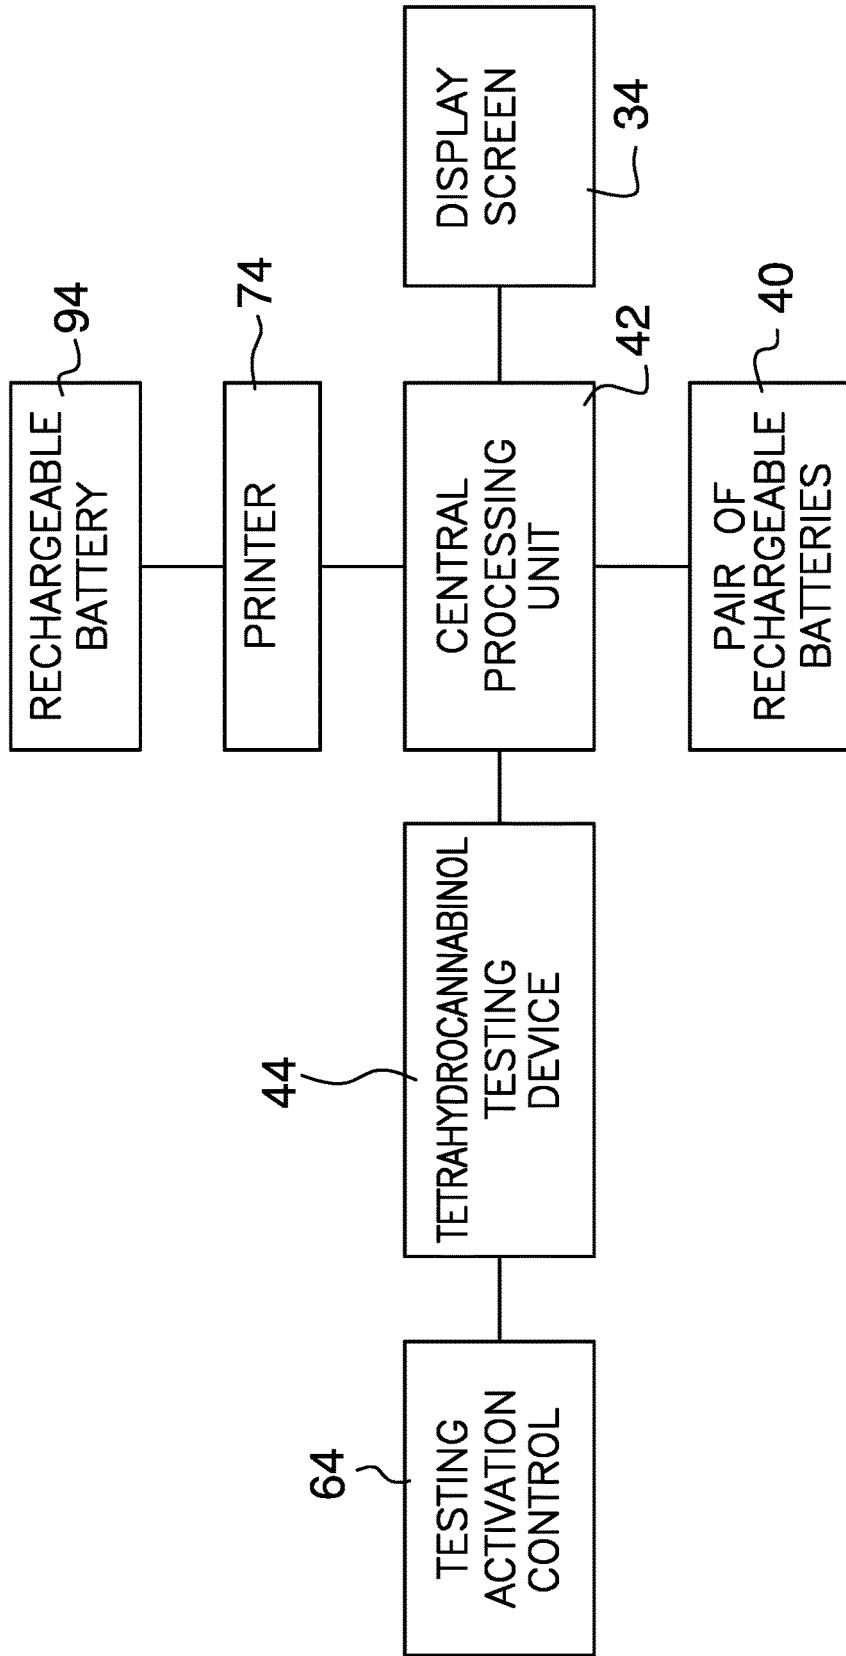 RECHARGEABLE
BATTERY
94
PRINTER
74
TESTING
ACTIVATION
CONTROL
64
TETRAHYDROCANNABINOL
TESTING
DEVICE
44
CENTRAL
PROCESSING
UNIT
42
DISPLAY
SCREEN
34
PAIR OF
RECHARGEABLE
BATTERIES
40